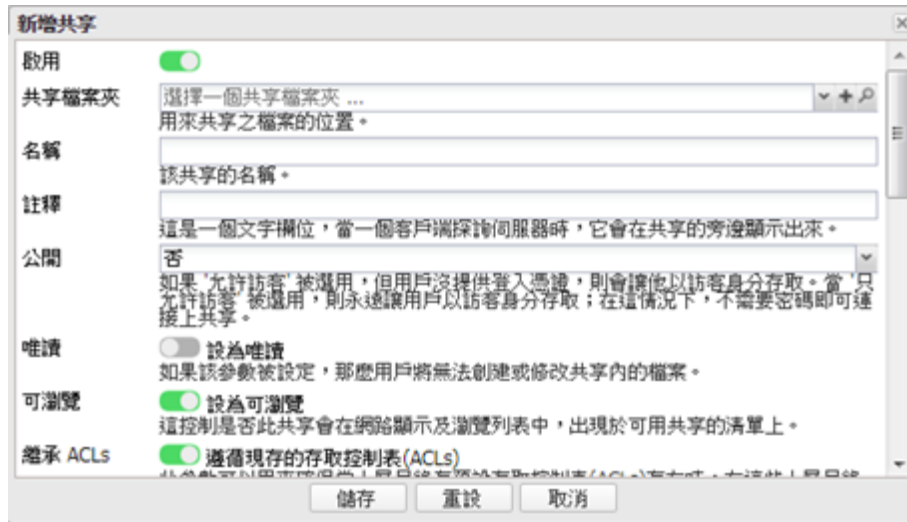 新增共享
啟用
共享檔案夾
選擇一個共享檔案夾 ...
用來共享之檔案的位置。
名稱
該共享的名稱。
註釋
這是一個文字欄位，當一個客戶端探詢伺服器時，它會在共享的旁邊顯示出來。
公開
否
如果 '允許訪客' 被選用，但用戶沒提供登入憑證，則會讓他以訪客身分存取。當 '只
允許訪客' 被選用，則永遠讓用戶以訪客身分存取；在這情況下，不需要密碼即可連
接上共享。
唯讀
設為唯讀
如果該參數被設定，那麼用戶將無法創建或修改共享內的檔案。
可瀏覽
設為可瀏覽
這控制是否此共享會在網路顯示及瀏覽列表中，出現於可用共享的清單上。
繼承 ACLs
遵循現存的存取控制表(ACLs)
儲存
重設
取消